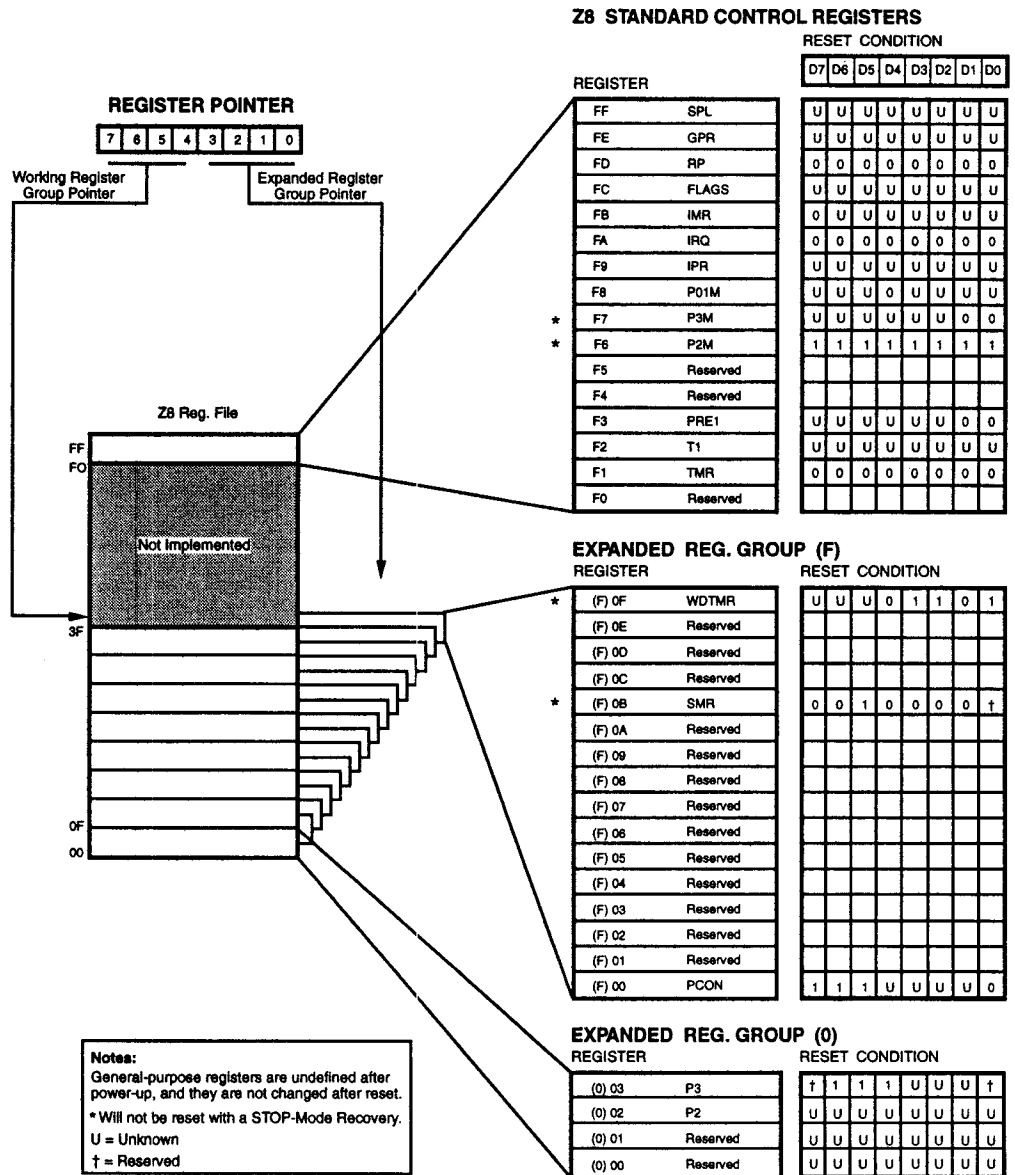 Z8 STANDARD CONTROL REGISTERS
RESET CONDITION
D7 D6 D5 D4 D3 D2 D1 D0
REGISTER
FF SPL U U U U U U U U
FE GPR U U U U U U U U
FD RP 0 0 0 0 0 0 0 0
FC FLAGS U U U U U U U U
FB IMR 0 U U U U U U U
FA IRQ 0 0 0 0 0 0 0 0
F9 IPR U U U U U U U U
F8 P01M U U U 0 U U U U
* F7 P3M U U U U U U 0 0
* F6 P2M 1 1 1 1 1 1 1 1
F5 Reserved
F4 Reserved
F3 PRE1 U U U U U U 0 0
F2 T1 U U U U U U U U
F1 TMR 0 0 0 0 0 0 0 0
F0 Reserved
REGISTER POINTER
7 6 5 4 3 2 1 0
Working Register
Group Pointer
Expanded Register
Group Pointer
Z8 Reg. File
FF
FO
Not Implemented
3F
0F
00
EXPANDED REG. GROUP (F)
REGISTER RESET CONDITION
* (F) 0F WDTMR U U U 0 1 1 0 1
(F) 0E Reserved
(F) 0D Reserved
(F) 0C Reserved
* (F) 0B SMR 0 0 1 0 0 0 0 †
(F) 0A Reserved
(F) 09 Reserved
(F) 08 Reserved
(F) 07 Reserved
(F) 06 Reserved
(F) 05 Reserved
(F) 04 Reserved
(F) 03 Reserved
(F) 02 Reserved
(F) 01 Reserved
(F) 00 PCON 1 1 1 U U U U 0
EXPANDED REG. GROUP (0)
REGISTER RESET CONDITION
(0) 03 P3 † 1 1 1 U U U †
(0) 02 P2 U U U U U U U U
(0) 01 Reserved U U U U U U U U
(0) 00 Reserved U U U U U U U U
Notes:
General-purpose registers are undefined after
power-up, and they are not changed after reset.
* Will not be reset with a STOP-Mode Recovery.
U = Unknown
† = Reserved